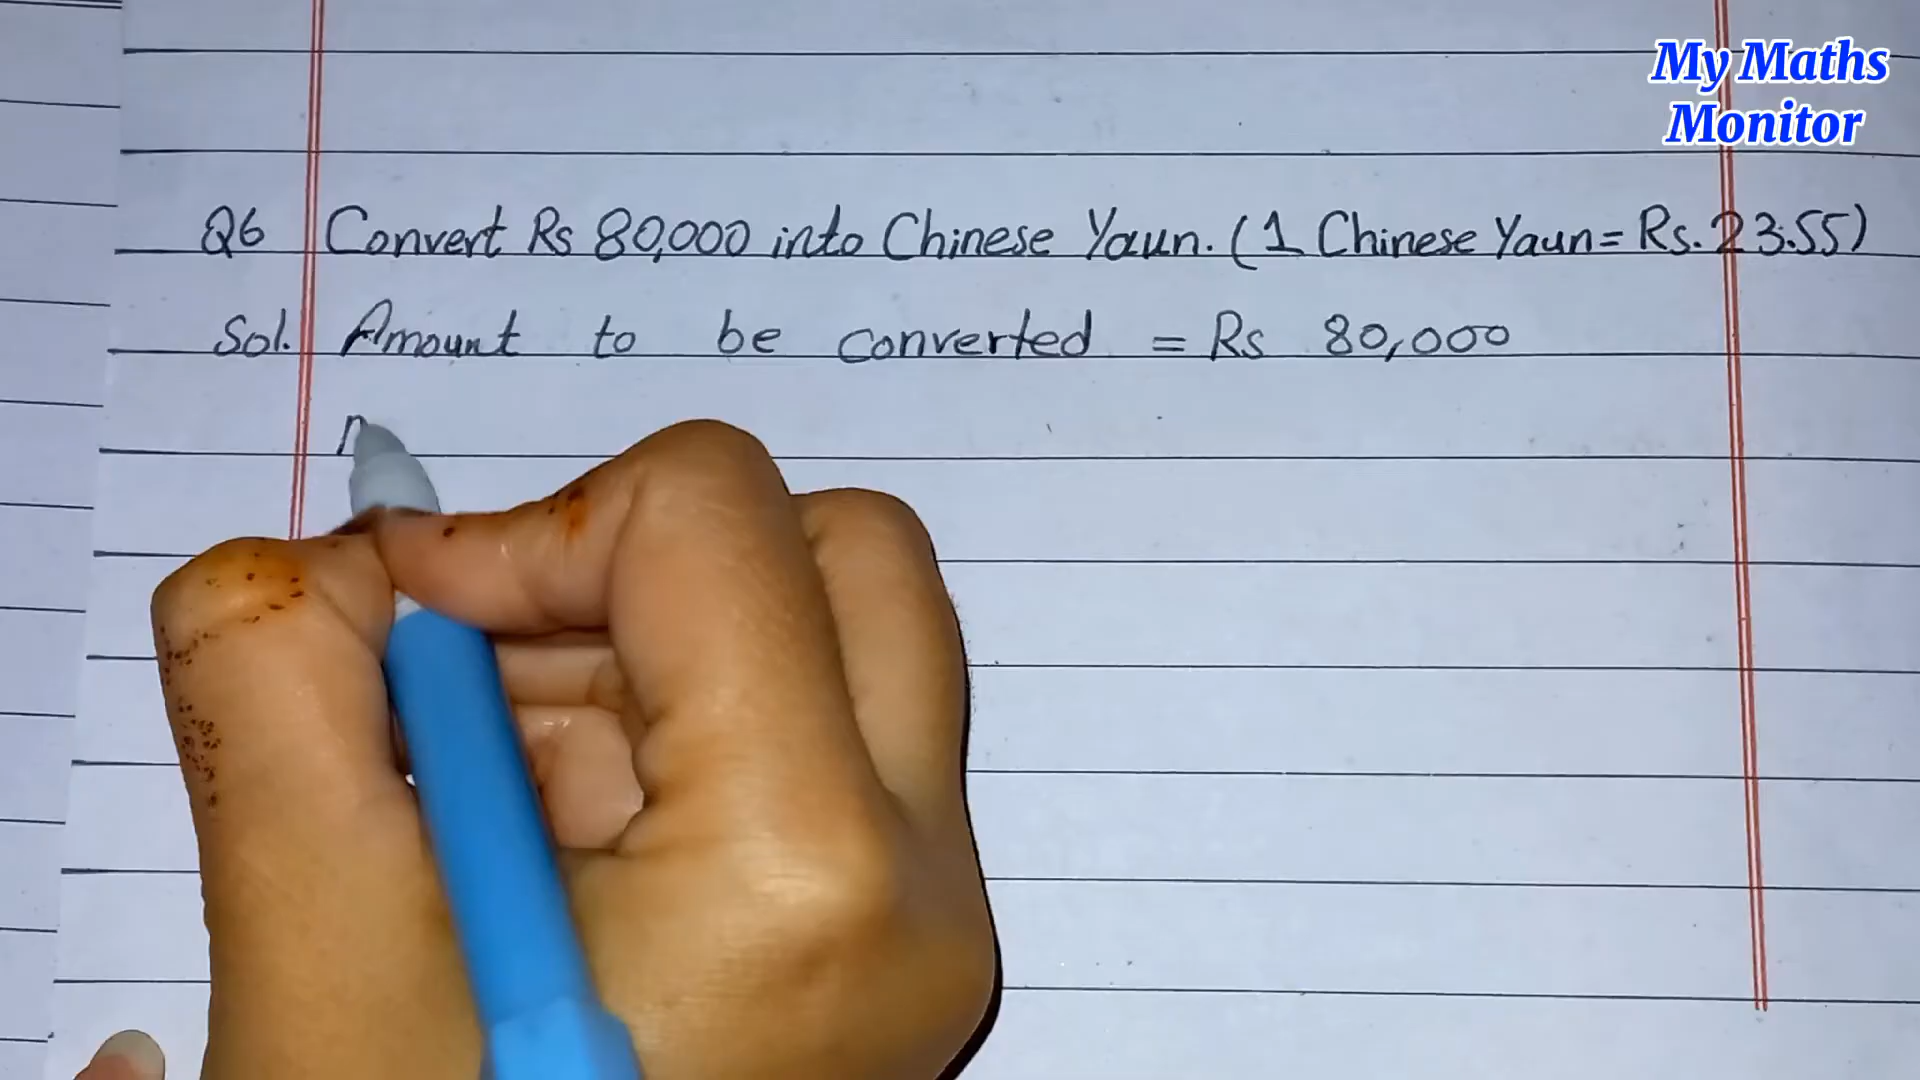 My Maths
Monitor
Q6 Convert Rs 80,000 into Chinese Yaun. (1 Chinese Yaun = Rs. 23.55)
Sol. Amount to be converted = Rs 80,000